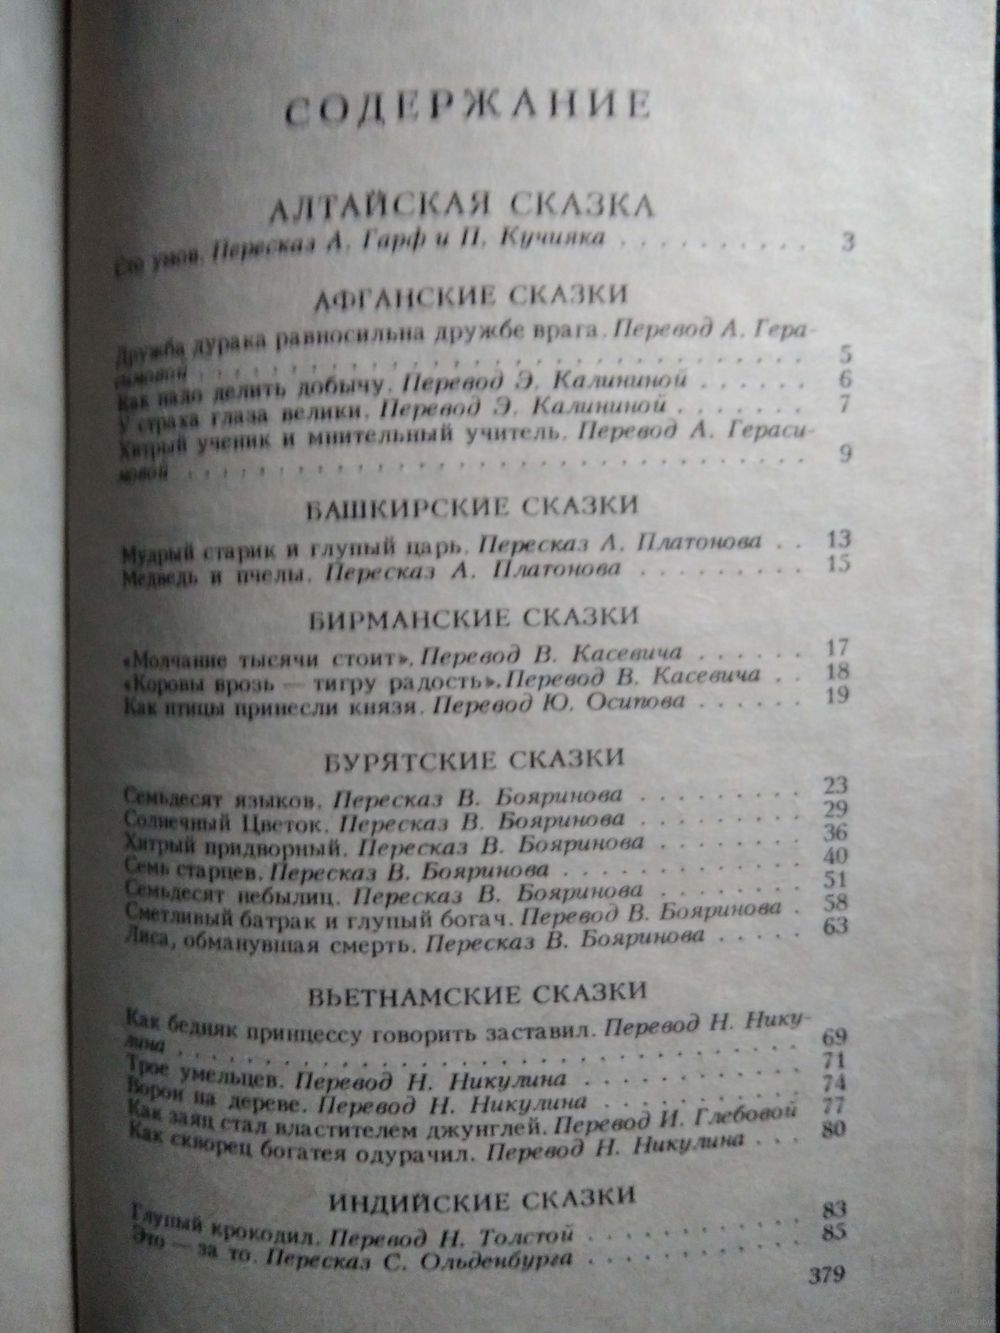 СОДЕРЖАНИЕ
АЛТАЙСКАЯ СКАЗКА
Сто умов. Пересказ А. Гарф и П. Кучияка . . . . . . . . . . 3
АФГАНСКИЕ СКАЗКИ
Дружба дурака равносильна дружбе врага. Перевод А. Гера-
симовой . . . . . . . . . . . . . . . . . . . . . . . . 5
Как надо делить добычу. Перевод Э. Калининой . . . . . . 6
У страха глаза велики. Перевод Э. Калининой . . . . . . . 7
Хитрый ученик и мнительный учитель. Перевод А. Гераси-
мовой . . . . . . . . . . . . . . . . . . . . . . . . . 9
БАШКИРСКИЕ СКАЗКИ
Мудрый старик и глупый царь. Пересказ А. Платонова . . 13
Медведь и пчелы. Пересказ А. Платонова . . . . . . . . . 15
БИРМАНСКИЕ СКАЗКИ
«Молчание тысячи стоит». Перевод В. Касевича . . . . . . 17
«Коровы врозь — тигру радость». Перевод В. Касевича . . 18
Как птицы принесли князя. Перевод Ю. Осипова . . . . . . 19
БУРЯТСКИЕ СКАЗКИ
Семьдесят языков. Пересказ В. Бояринова . . . . . . . . . 23
Солнечный Цветок. Пересказ В. Бояринова . . . . . . . . . 29
Хитрый придворный. Пересказ В. Бояринова . . . . . . . . 36
Семь старцев. Пересказ В. Бояринова . . . . . . . . . . . 40
Семьдесят небылиц. Пересказ В. Бояринова . . . . . . . . 51
Сметливый батрак и глупый богач. Перевод В. Бояринова . 58
Лиса, обманувшая смерть. Пересказ В. Бояринова . . . . . 63
ВЬЕТНАМСКИЕ СКАЗКИ
Как бедняк принцессу говорить заставил. Перевод Н. Нику-
лина . . . . . . . . . . . . . . . . . . . . . . . . . 69
Трое умельцев. Перевод Н. Никулина . . . . . . . . . . 71
Ворон на дереве. Перевод Н. Никулина . . . . . . . . . 74
Как заяц стал властителем джунглей. Перевод И. Глебовой 77
Как скворец богатея одурачил. Перевод Н. Никулина . . . 80
ИНДИЙСКИЕ СКАЗКИ
Глупый крокодил. Перевод Н. Толстой . . . . . . . . . . 83
Это — за то. Пересказ С. Ольденбурга . . . . . . . . . . 85
379